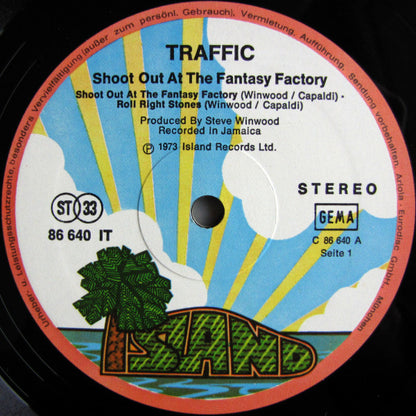 TRAFFIC
Shoot Out At The Fantasy Factory
Shoot Out At The Fantasy Factory (Winwood / Capaldi) ·
Roll Right Stones (Winwood / Capaldi)
Produced By Steve Winwood
Recorded in Jamaica
Ⓟ 1973 Island Records Ltd.
STEREO
ST 33
GEMA
86 640 IT
C 86 640 A
Seite 1
ISLAND
Urheber- u. Leistungsschutzrechte, besonders Vervielfältigung (außer zum persönl. Gebrauch), Vermietung, Aufführung, Sendung vorbehalten. Ariola - Eurodisc GmbH., München